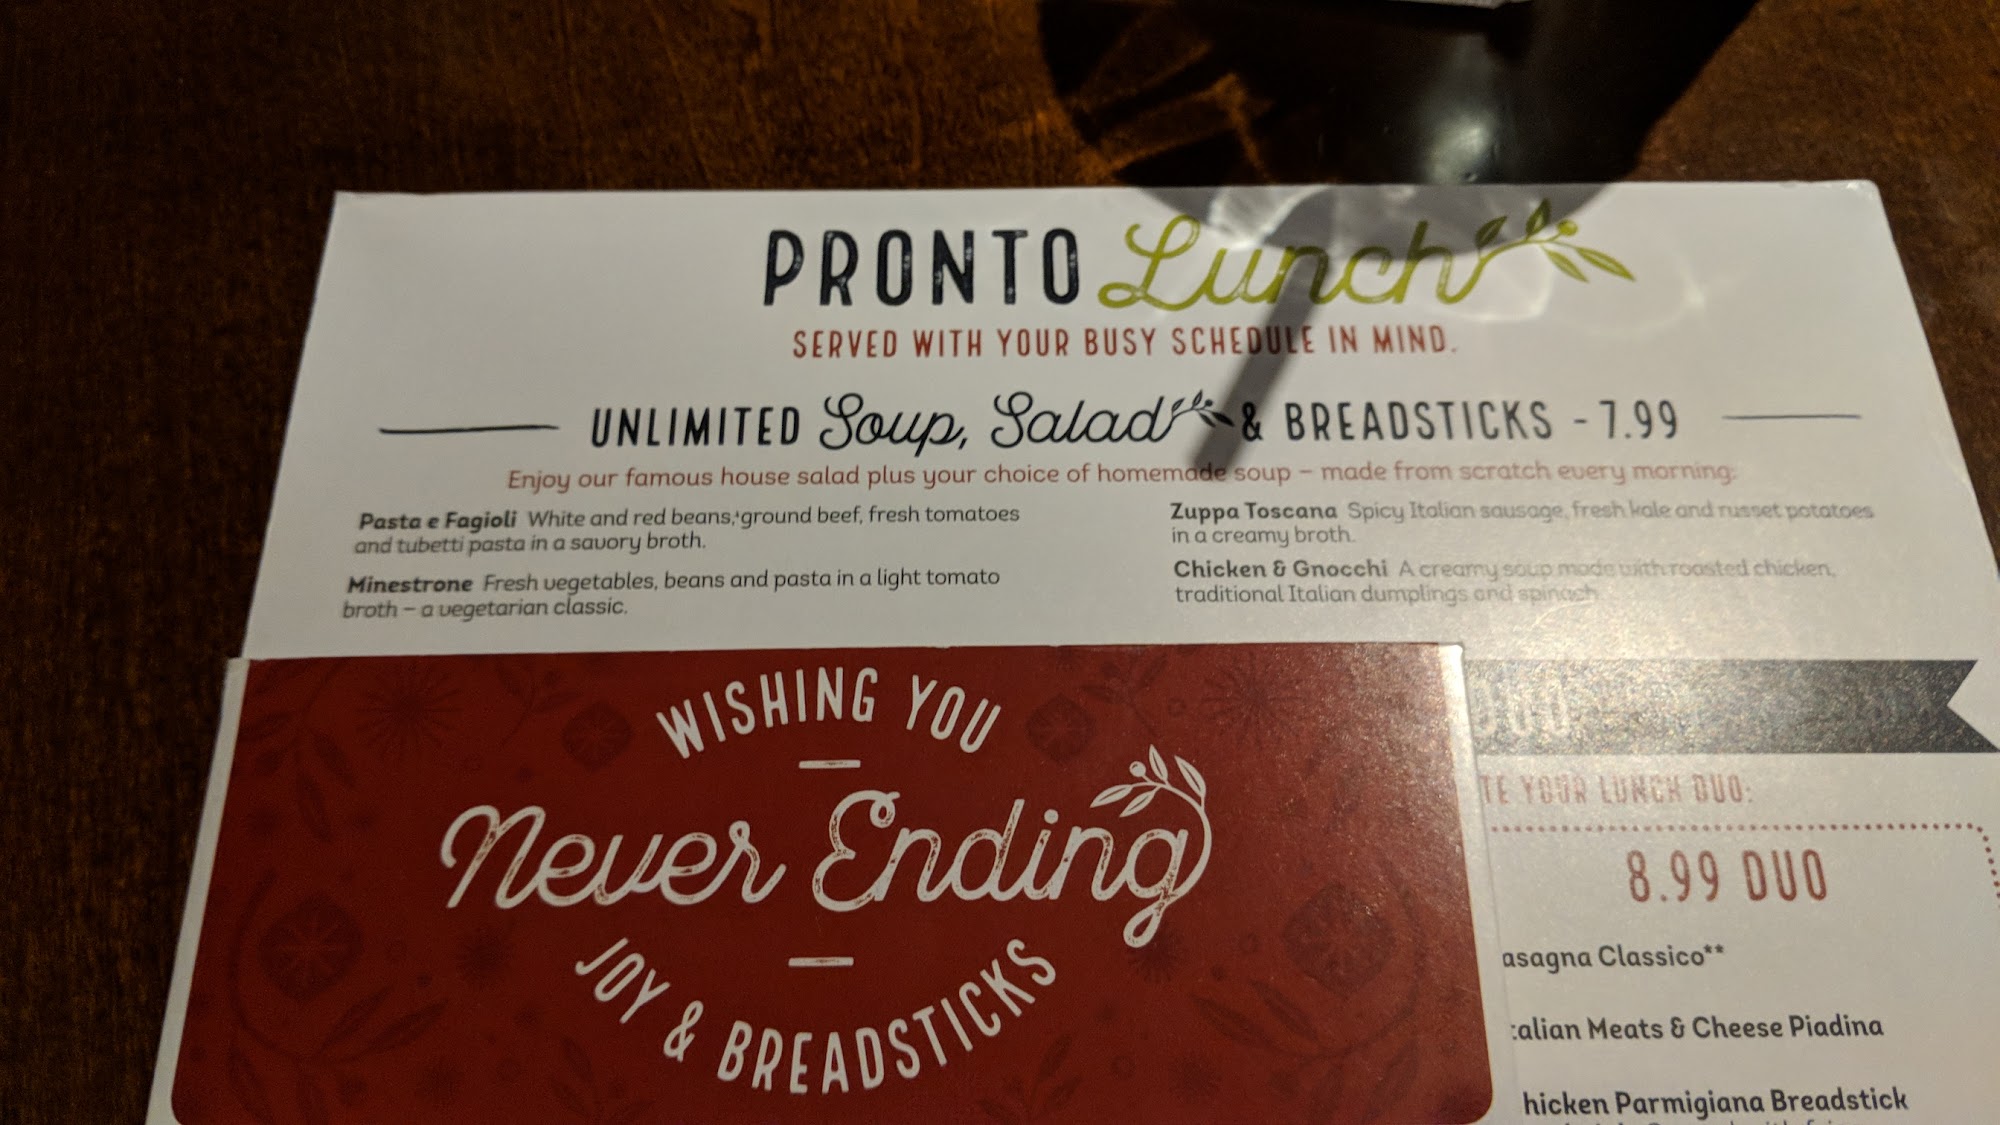 PRONTO Lunch
SERVED WITH YOUR BUSY SCHEDULE IN MIND.
UNLIMITED Soup, Salad & BREADSTICKS - 7.99
Enjoy our famous house salad plus your choice of homemade soup – made from scratch every morning.
Pasta e Fagioli White and red beans, ground beef, fresh tomatoes
and tubetti pasta in a savory broth.
Minestrone Fresh vegetables, beans and pasta in a light tomato
broth – a vegetarian classic.
Zuppa Toscana Spicy Italian sausage, fresh kale and russet potatoes
in a creamy broth.
Chicken & Gnocchi A creamy soup made with roasted chicken,
traditional Italian dumplings and spinach.
WISHING YOU
Never Ending
JOY & BREADSTICKS
DUO
TE YOUR LUNCH DUO:
8.99 DUO
asagna Classico**
talian Meats & Cheese Piadina
hicken Parmigiana Breadstick